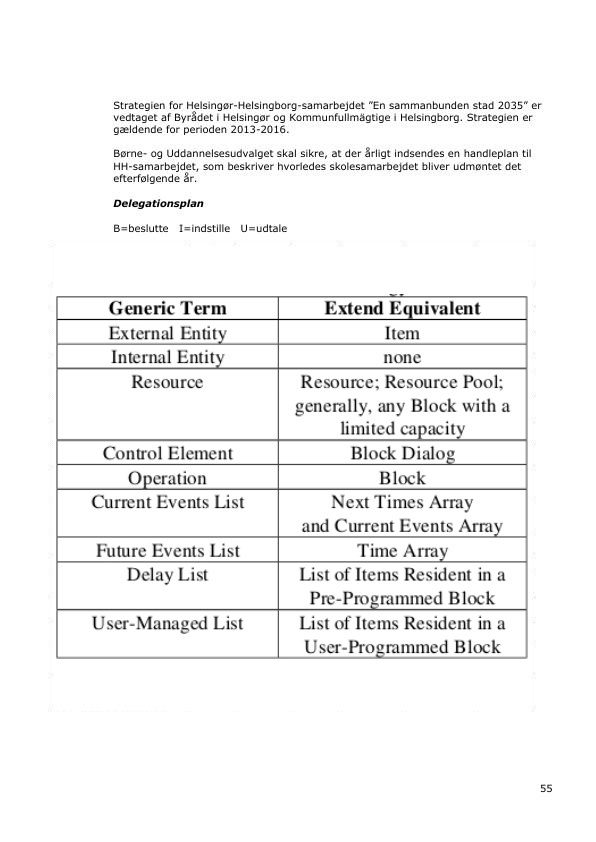 Strategien for Helsingør-Helsingborg-samarbejdet ”En sammanbunden stad 2035” er
vedtaget af Byrådet i Helsingør og Kommunfullmägtige i Helsingborg. Strategien er
gældende for perioden 2013-2016.
Børne- og Uddannelsesudvalget skal sikre, at der årligt indsendes en handleplan til
HH-samarbejdet, som beskriver hvorledes skolesamarbejdet bliver udmøntet det
efterfølgende år.
Delegationsplan
B=beslutte I=indstille U=udtale
Generic Term Extend Equivalent
External Entity Item
Internal Entity none
Resource Resource; Resource Pool;
generally, any Block with a
limited capacity
Control Element Block Dialog
Operation Block
Current Events List Next Times Array
and Current Events Array
Future Events List Time Array
Delay List List of Items Resident in a
Pre-Programmed Block
User-Managed List List of Items Resident in a
User-Programmed Block
55